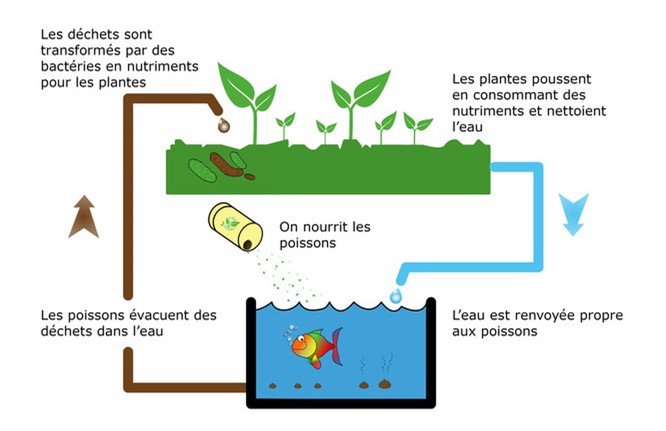 Les déchets sont
transformés par des
bactéries en nutriments
pour les plantes
Les plantes poussent
en consommant des
nutriments et nettoient
l'eau
On nourrit les
poissons
Les poissons évacuent des
déchets dans l'eau
L'eau est renvoyée propre
aux poissons